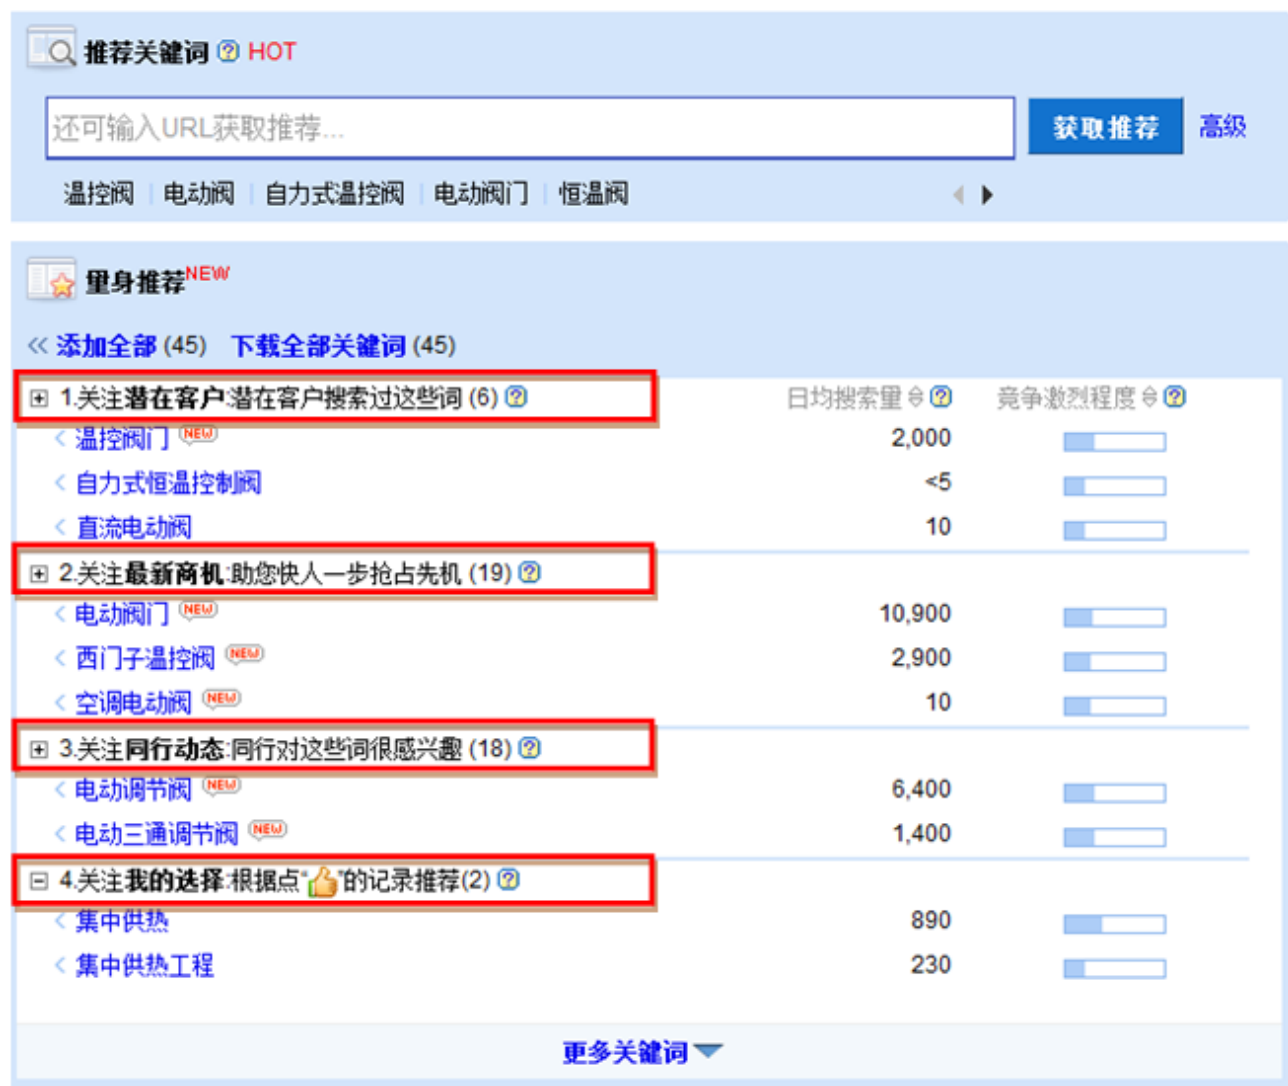 推荐关键词 HOT
还可输入URL获取推荐... 获取推荐 高级
温控阀 电动阀 自力式温控阀 电动阀门 恒温阀
量身推荐NEW
添加全部 (45) 下载全部关键词 (45)
1.关注潜在客户:潜在客户搜索过这些词 (6) 日均搜索量 竞争激烈程度
温控阀门 NEW 2,000
自力式恒温控制阀 <5
直流电动阀 10
2.关注最新商机:助您快人一步抢占先机 (19)
电动阀门 NEW 10,900
西门子温控阀 NEW 2,900
空调电动阀 NEW 10
3.关注同行动态:同行对这些词很感兴趣 (18)
电动调节阀 NEW 6,400
电动三通调节阀 NEW 1,400
4.关注我的选择:根据点“”的记录推荐(2)
集中供热 890
集中供热工程 230
更多关键词